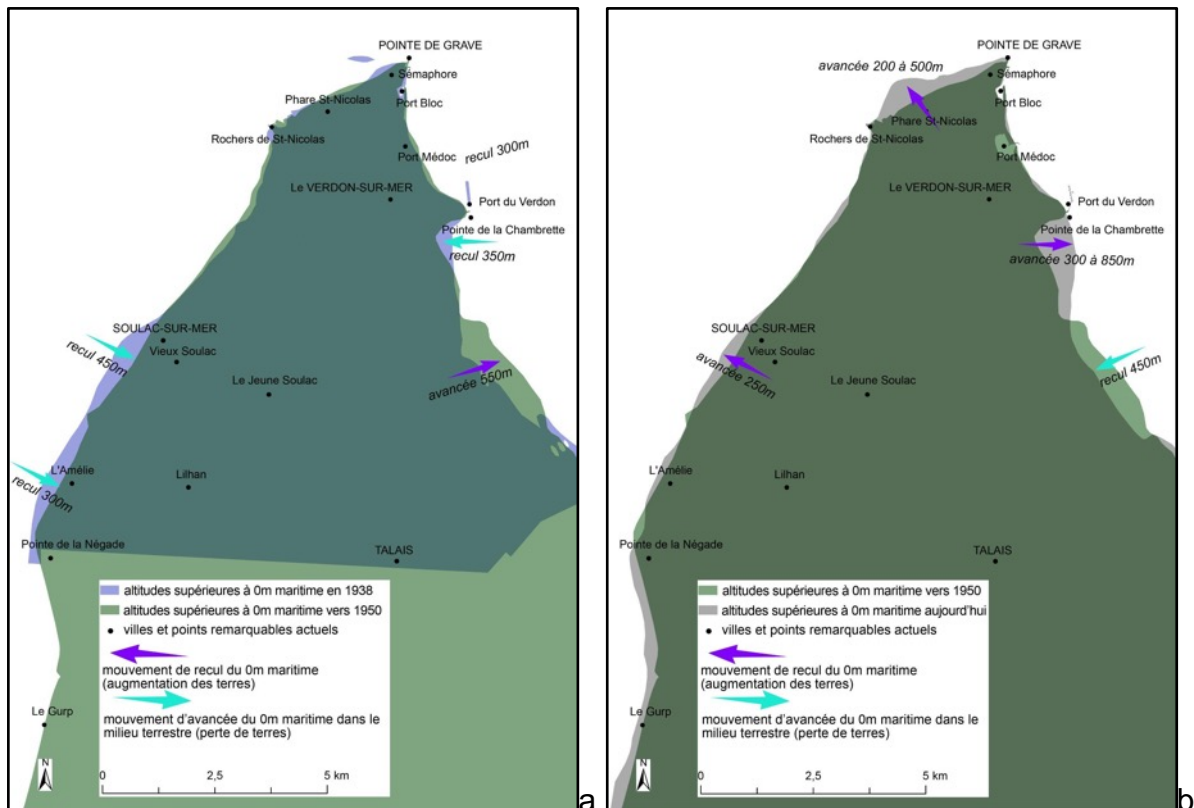 POINTE DE GRAVE
Sémaphore
Phare St-Nicolas
Port Bloc
Rochers de St-Nicolas
recul 300m
Port Médoc
Le VERDON-SUR-MER
Port du Verdon
Pointe de la Chambrette
recul 350m
SOULAC-SUR-MER
recul 450m
Vieux Soulac
Le Jeune Soulac
avancée 550m
L'Amélie
Lilhan
recul 300m
Pointe de la Négade
TALAIS
altitudes supérieures à 0m maritime en 1938
altitudes supérieures à 0m maritime vers 1950
villes et points remarquables actuels
mouvement de recul du 0m maritime
(augmentation des terres)
mouvement d'avancée du 0m maritime dans le
milieu terrestre (perte de terres)
Le Gurp
N
0 2,5 5 km
a
POINTE DE GRAVE
avancée 200 à 500m
Sémaphore
Port Bloc
Phare St-Nicolas
Rochers de St-Nicolas
Port Médoc
Le VERDON-SUR-MER
Port du Verdon
Pointe de la Chambrette
avancée 300 à 850m
SOULAC-SUR-MER
Vieux Soulac
avancée 250m
Le Jeune Soulac
recul 450m
L'Amélie
Lilhan
Pointe de la Négade
TALAIS
altitudes supérieures à 0m maritime vers 1950
altitudes supérieures à 0m maritime aujourd'hui
villes et points remarquables actuels
mouvement de recul du 0m maritime
(augmentation des terres)
mouvement d'avancée du 0m maritime dans le
milieu terrestre (perte de terres)
Le Gurp
N
0 2,5 5 km
b